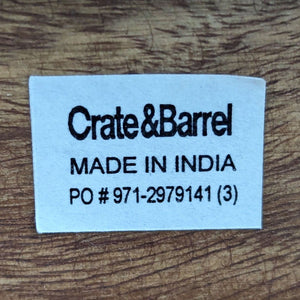 Crate&Barrel
MADE IN INDIA
PO # 971-2979141 (3)